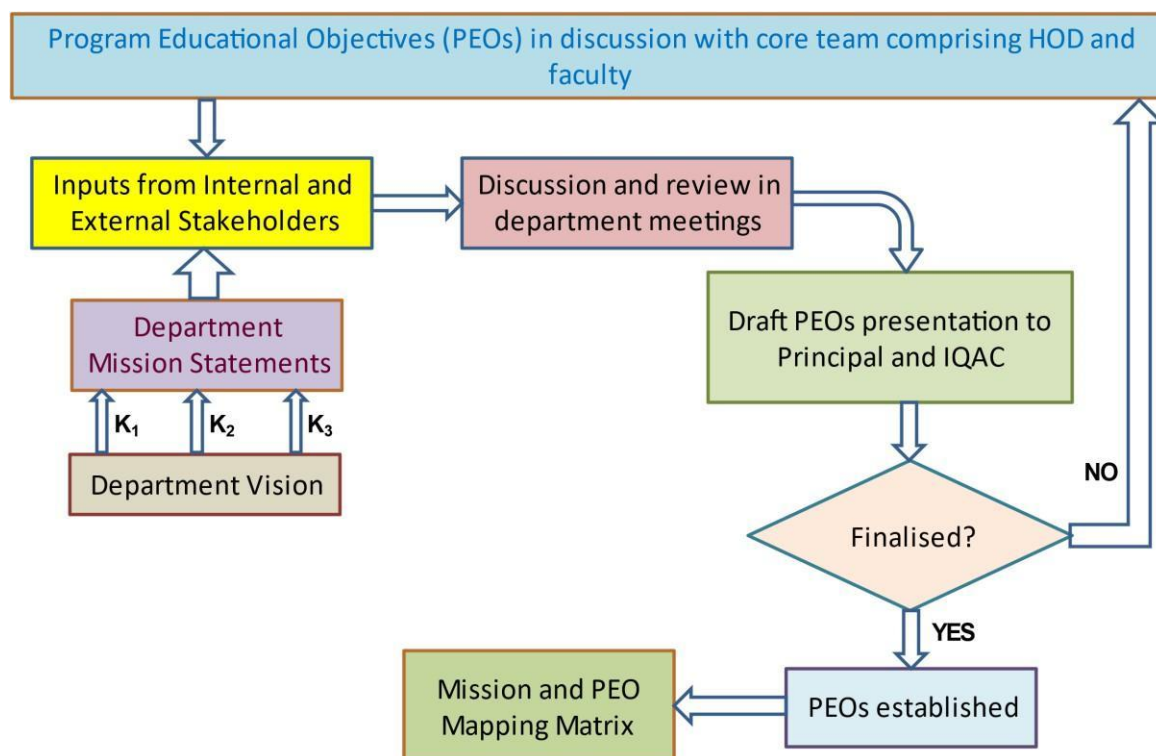 Program Educational Objectives (PEOs) in discussion with core team comprising HOD and
faculty
Inputs from Internal and
External Stakeholders
Discussion and review in
department meetings
Department
Mission Statements
Draft PEOs presentation to
Principal and IQAC
K₁
K₂
K₃
Department Vision
NO
Finalised?
YES
Mission and PEO
Mapping Matrix
PEOs established